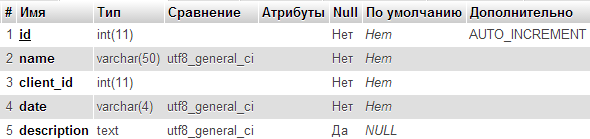 # Имя Тип Сравнение Атрибуты Null По умолчанию Дополнительно
1 id int(11) Нет Нет AUTO_INCREMENT
2 name varchar(50) utf8_general_ci Нет Нет
3 client_id int(11) Нет Нет
4 date varchar(4) utf8_general_ci Нет Нет
5 description text utf8_general_ci Да NULL